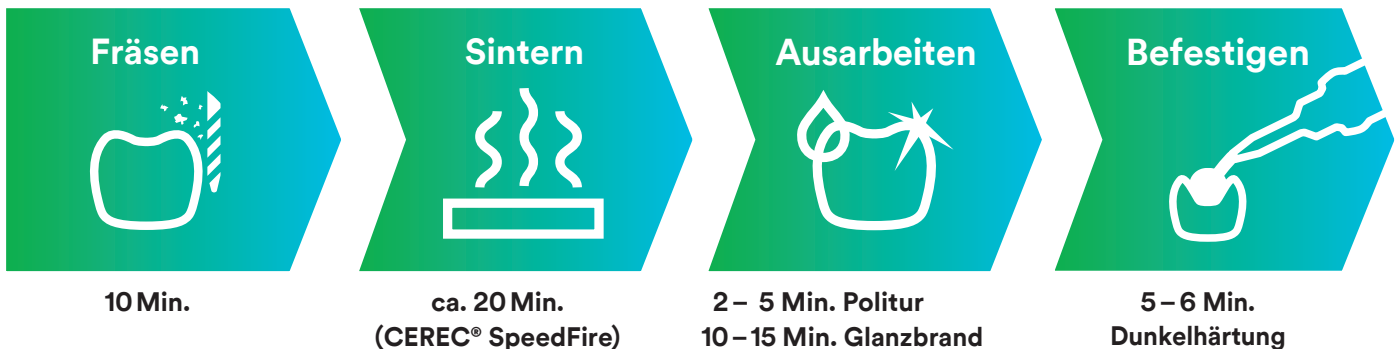 Fräsen
Sintern
Ausarbeiten
Befestigen
10 Min.
ca. 20 Min.
(CEREC® SpeedFire)
2 – 5 Min. Politur
10 – 15 Min. Glanzbrand
5 – 6 Min.
Dunkelhärtung